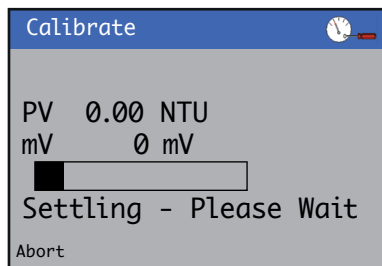 Calibrate
PV 0.00 NTU
mV 0 mV
Settling - Please Wait
Abort